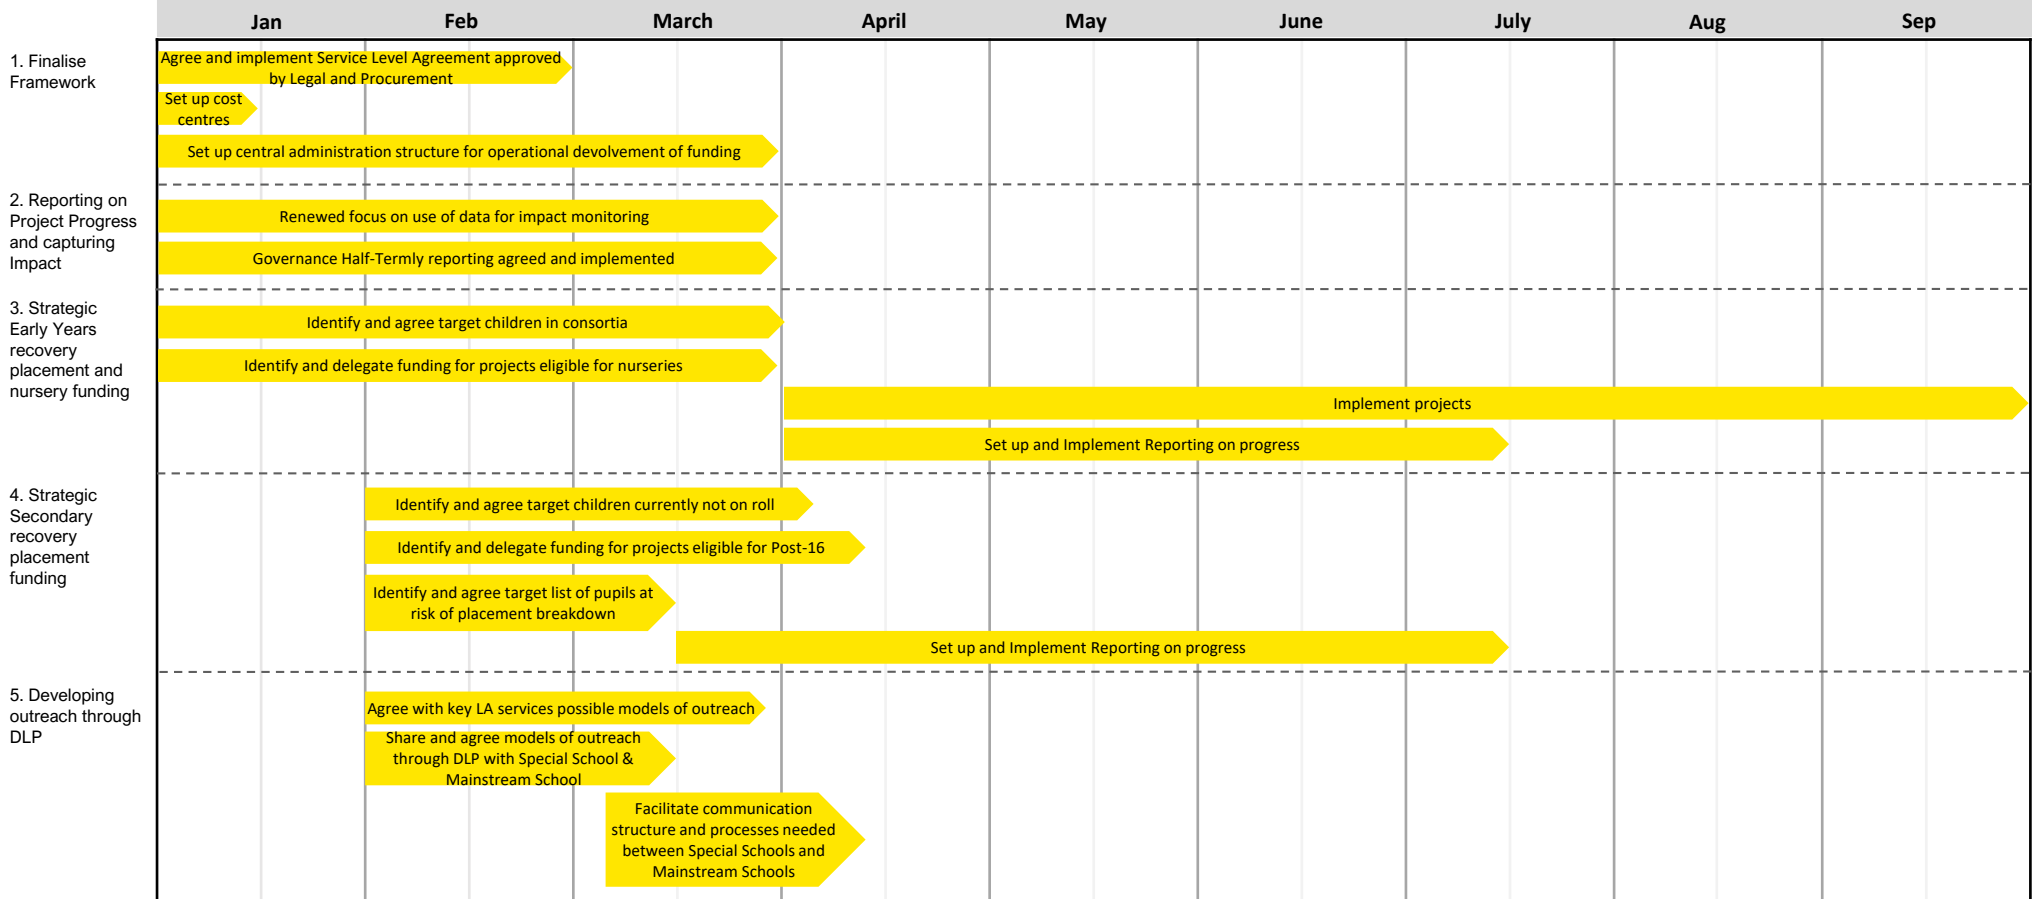 Jan Feb March April May June July Aug Sep
1. Finalise
Framework
Agree and implement Service Level Agreement approved
by Legal and Procurement
Set up cost
centres
Set up central administration structure for operational devolvement of funding
2. Reporting on
Project Progress
and capturing
Impact
Renewed focus on use of data for impact monitoring
Governance Half-Termly reporting agreed and implemented
3. Strategic
Early Years
recovery
placement and
nursery funding
Identify and agree target children in consortia
Identify and delegate funding for projects eligible for nurseries
Implement projects
Set up and Implement Reporting on progress
4. Strategic
Secondary
recovery
placement
funding
Identify and agree target children currently not on roll
Identify and delegate funding for projects eligible for Post-16
Identify and agree target list of pupils at
risk of placement breakdown
Set up and Implement Reporting on progress
5. Developing
outreach through
DLP
Agree with key LA services possible models of outreach
Share and agree models of outreach
through DLP with Special School &
Mainstream School
Facilitate communication
structure and processes needed
between Special Schools and
Mainstream Schools